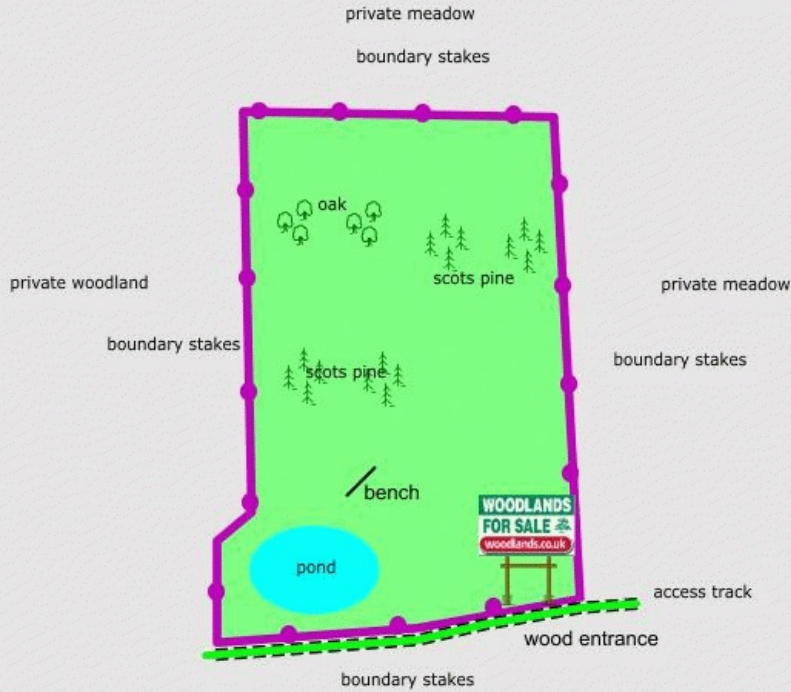 private meadow
boundary stakes
oak
scots pine
private woodland
private meadow
boundary stakes
boundary stakes
scots pine
bench
WOODLANDS
FOR SALE
woodlands.co.uk
pond
access track
wood entrance
boundary stakes